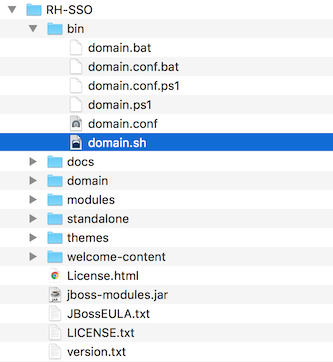 RH-SSO
bin
domain.bat
domain.conf.bat
domain.conf.ps1
domain.ps1
domain.conf
domain.sh
docs
domain
modules
standalone
themes
welcome-content
License.html
jboss-modules.jar
JBossEULA.txt
LICENSE.txt
version.txt